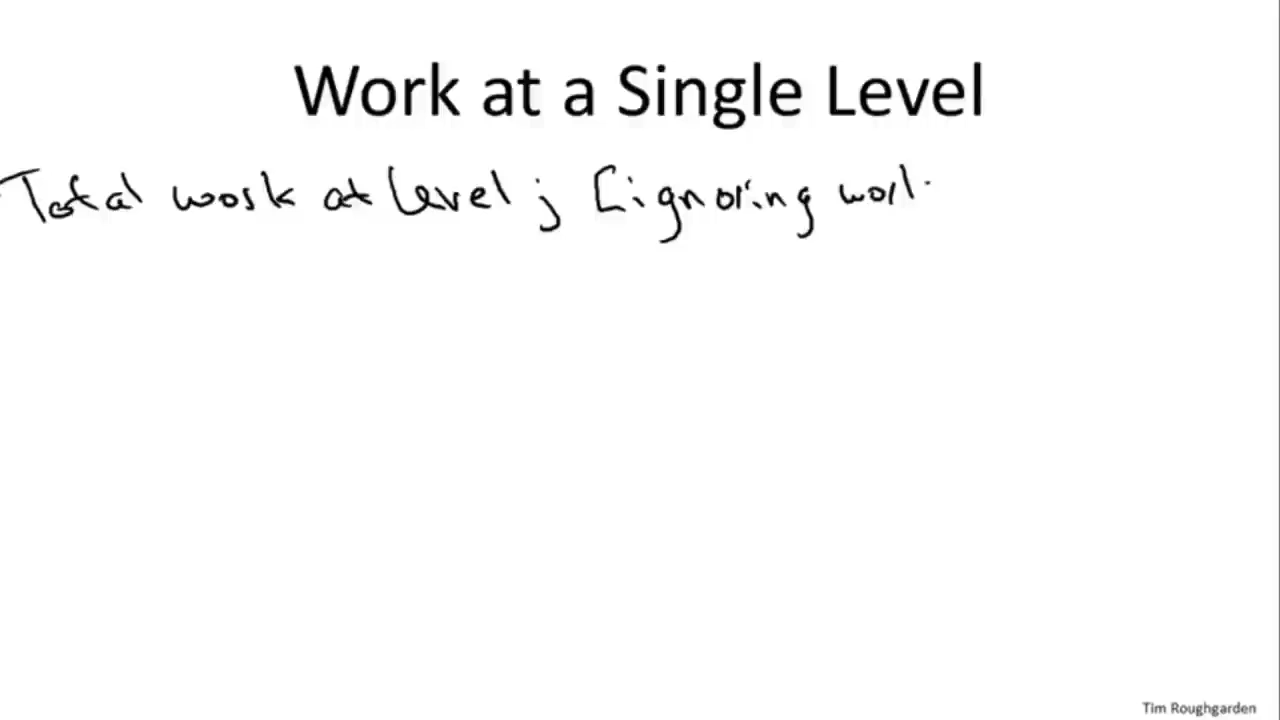 Work at a Single Level
Total work at level j [ignoring
Tim Roughgarden